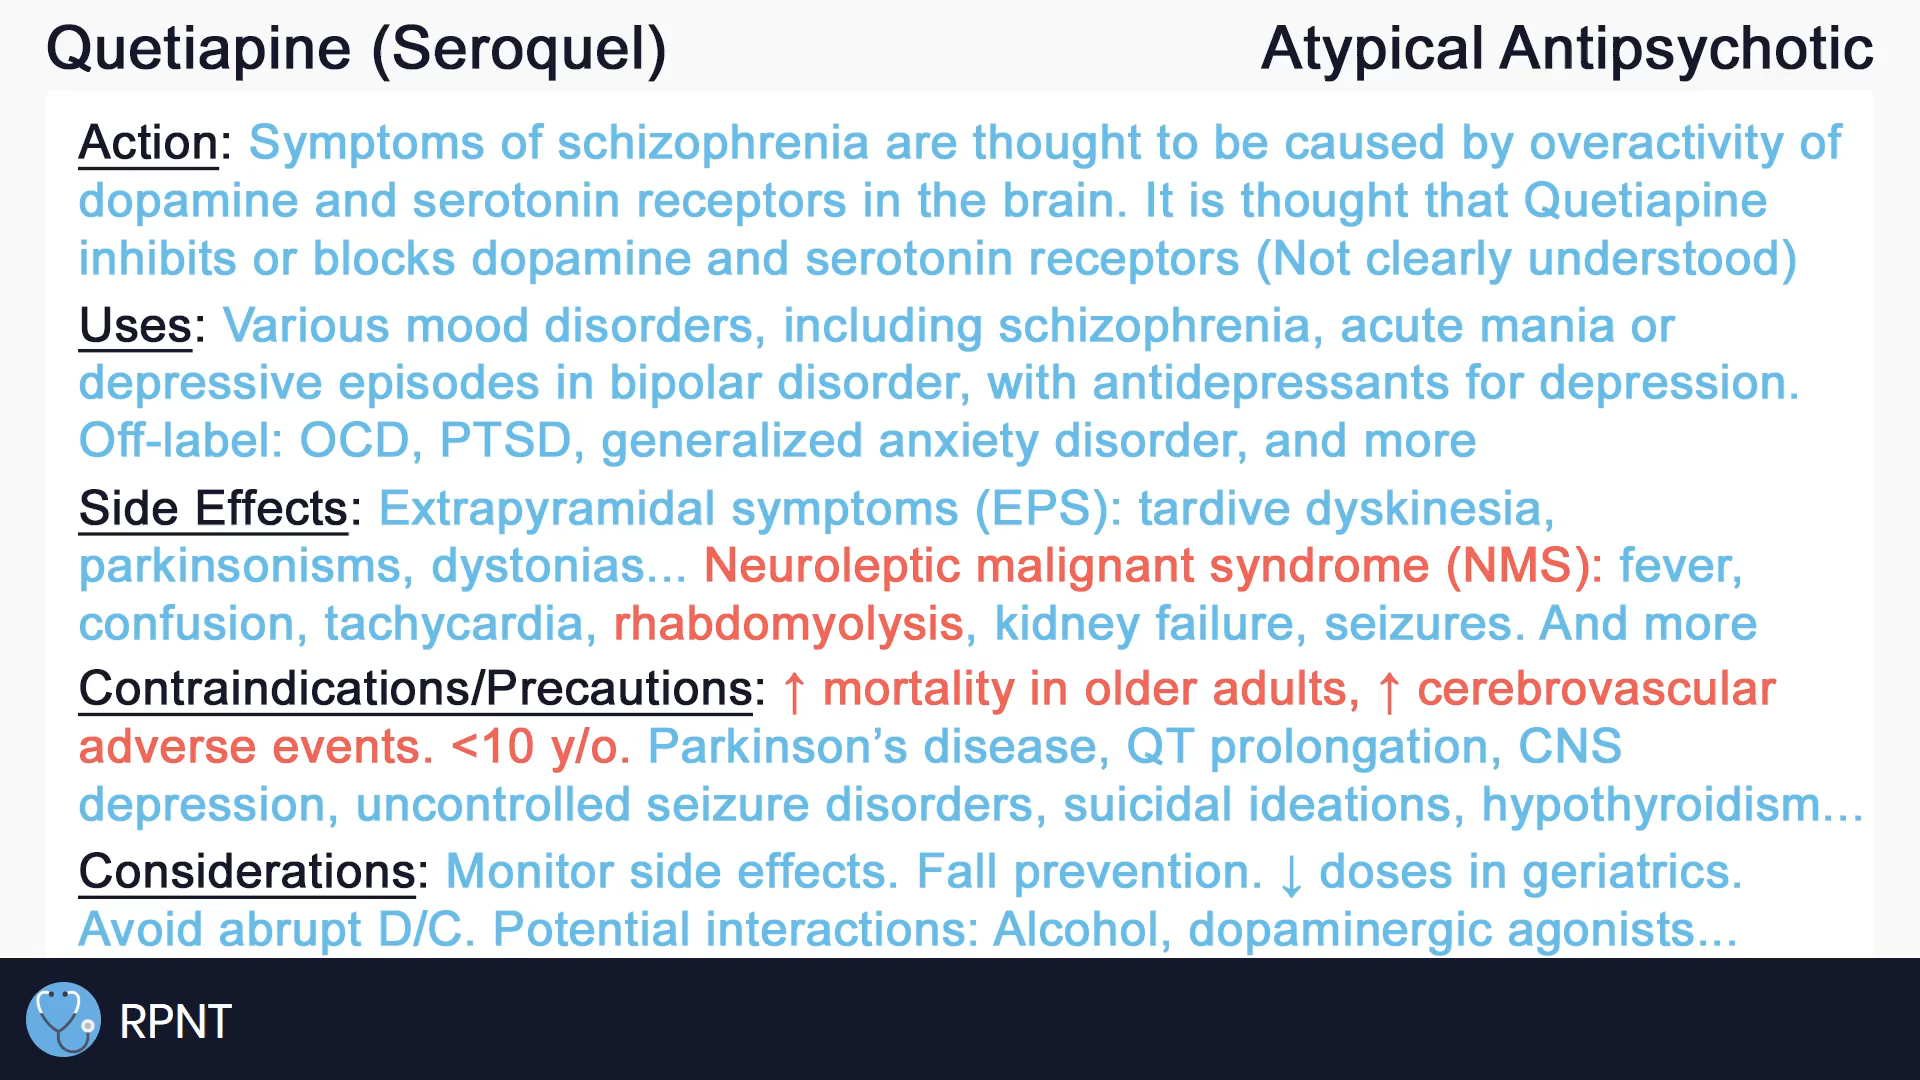 Quetiapine (Seroquel)
Atypical Antipsychotic
Action: Symptoms of schizophrenia are thought to be caused by overactivity of
dopamine and serotonin receptors in the brain. It is thought that Quetiapine
inhibits or blocks dopamine and serotonin receptors (Not clearly understood)
Uses: Various mood disorders, including schizophrenia, acute mania or
depressive episodes in bipolar disorder, with antidepressants for depression.
Off-label: OCD, PTSD, generalized anxiety disorder, and more
Side Effects: Extrapyramidal symptoms (EPS): tardive dyskinesia,
parkinsonisms, dystonias... Neuroleptic malignant syndrome (NMS): fever,
confusion, tachycardia, rhabdomyolysis, kidney failure, seizures. And more
Contraindications/Precautions: ↑ mortality in older adults, ↑ cerebrovascular
adverse events. <10 y/o. Parkinson’s disease, QT prolongation, CNS
depression, uncontrolled seizure disorders, suicidal ideations, hypothyroidism...
Considerations: Monitor side effects. Fall prevention. ↓ doses in geriatrics.
Avoid abrupt D/C. Potential interactions: Alcohol, dopaminergic agonists...
RPNT